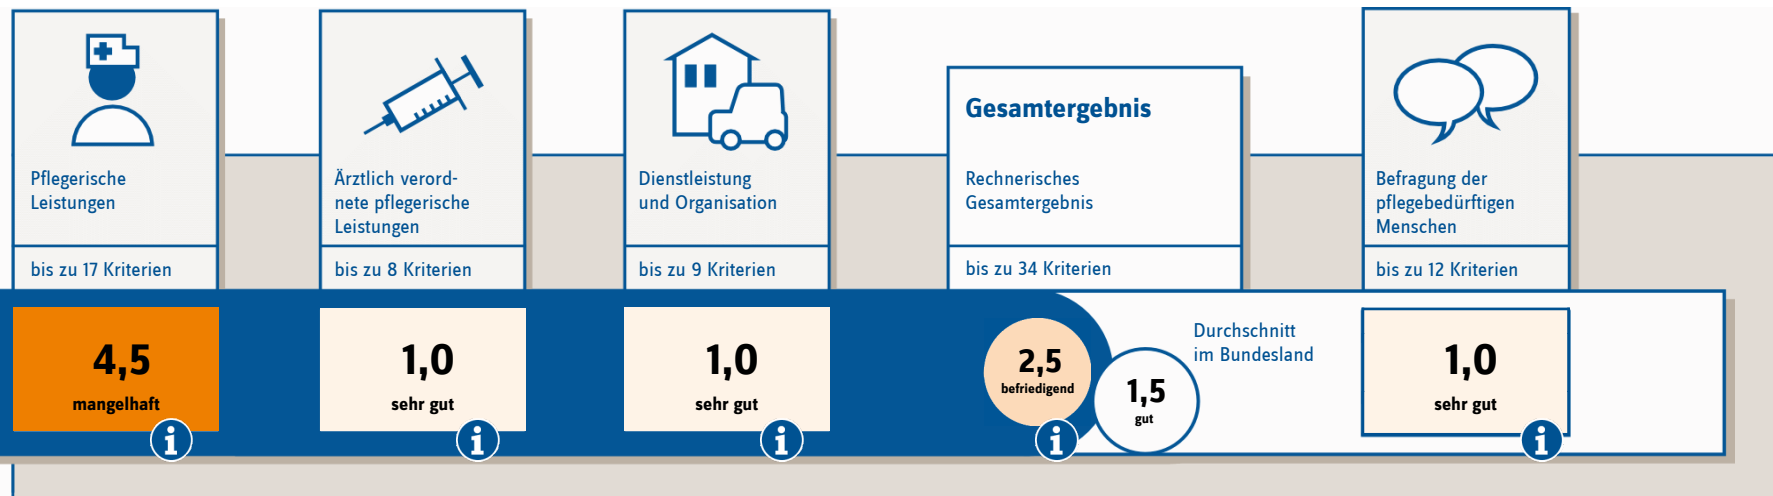 Pflegerische
Leistungen
bis zu 17 Kriterien
4,5
mangelhaft
i
Ärztlich verord-
nete pflegerische
Leistungen
bis zu 8 Kriterien
1,0
sehr gut
i
Dienstleistung
und Organisation
bis zu 9 Kriterien
1,0
sehr gut
i
Gesamtergebnis
Rechnerisches
Gesamtergebnis
bis zu 34 Kriterien
2,5
befriedigend
i
1,5
gut
Durchschnitt
im Bundesland
Befragung der
pflegebedürftigen
Menschen
bis zu 12 Kriterien
1,0
sehr gut
i